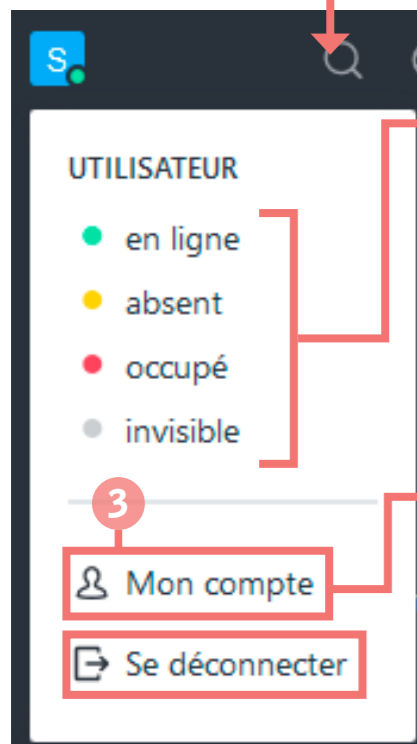 S
UTILISATEUR
en ligne
absent
occupé
invisible
3
Mon compte
Se déconnecter